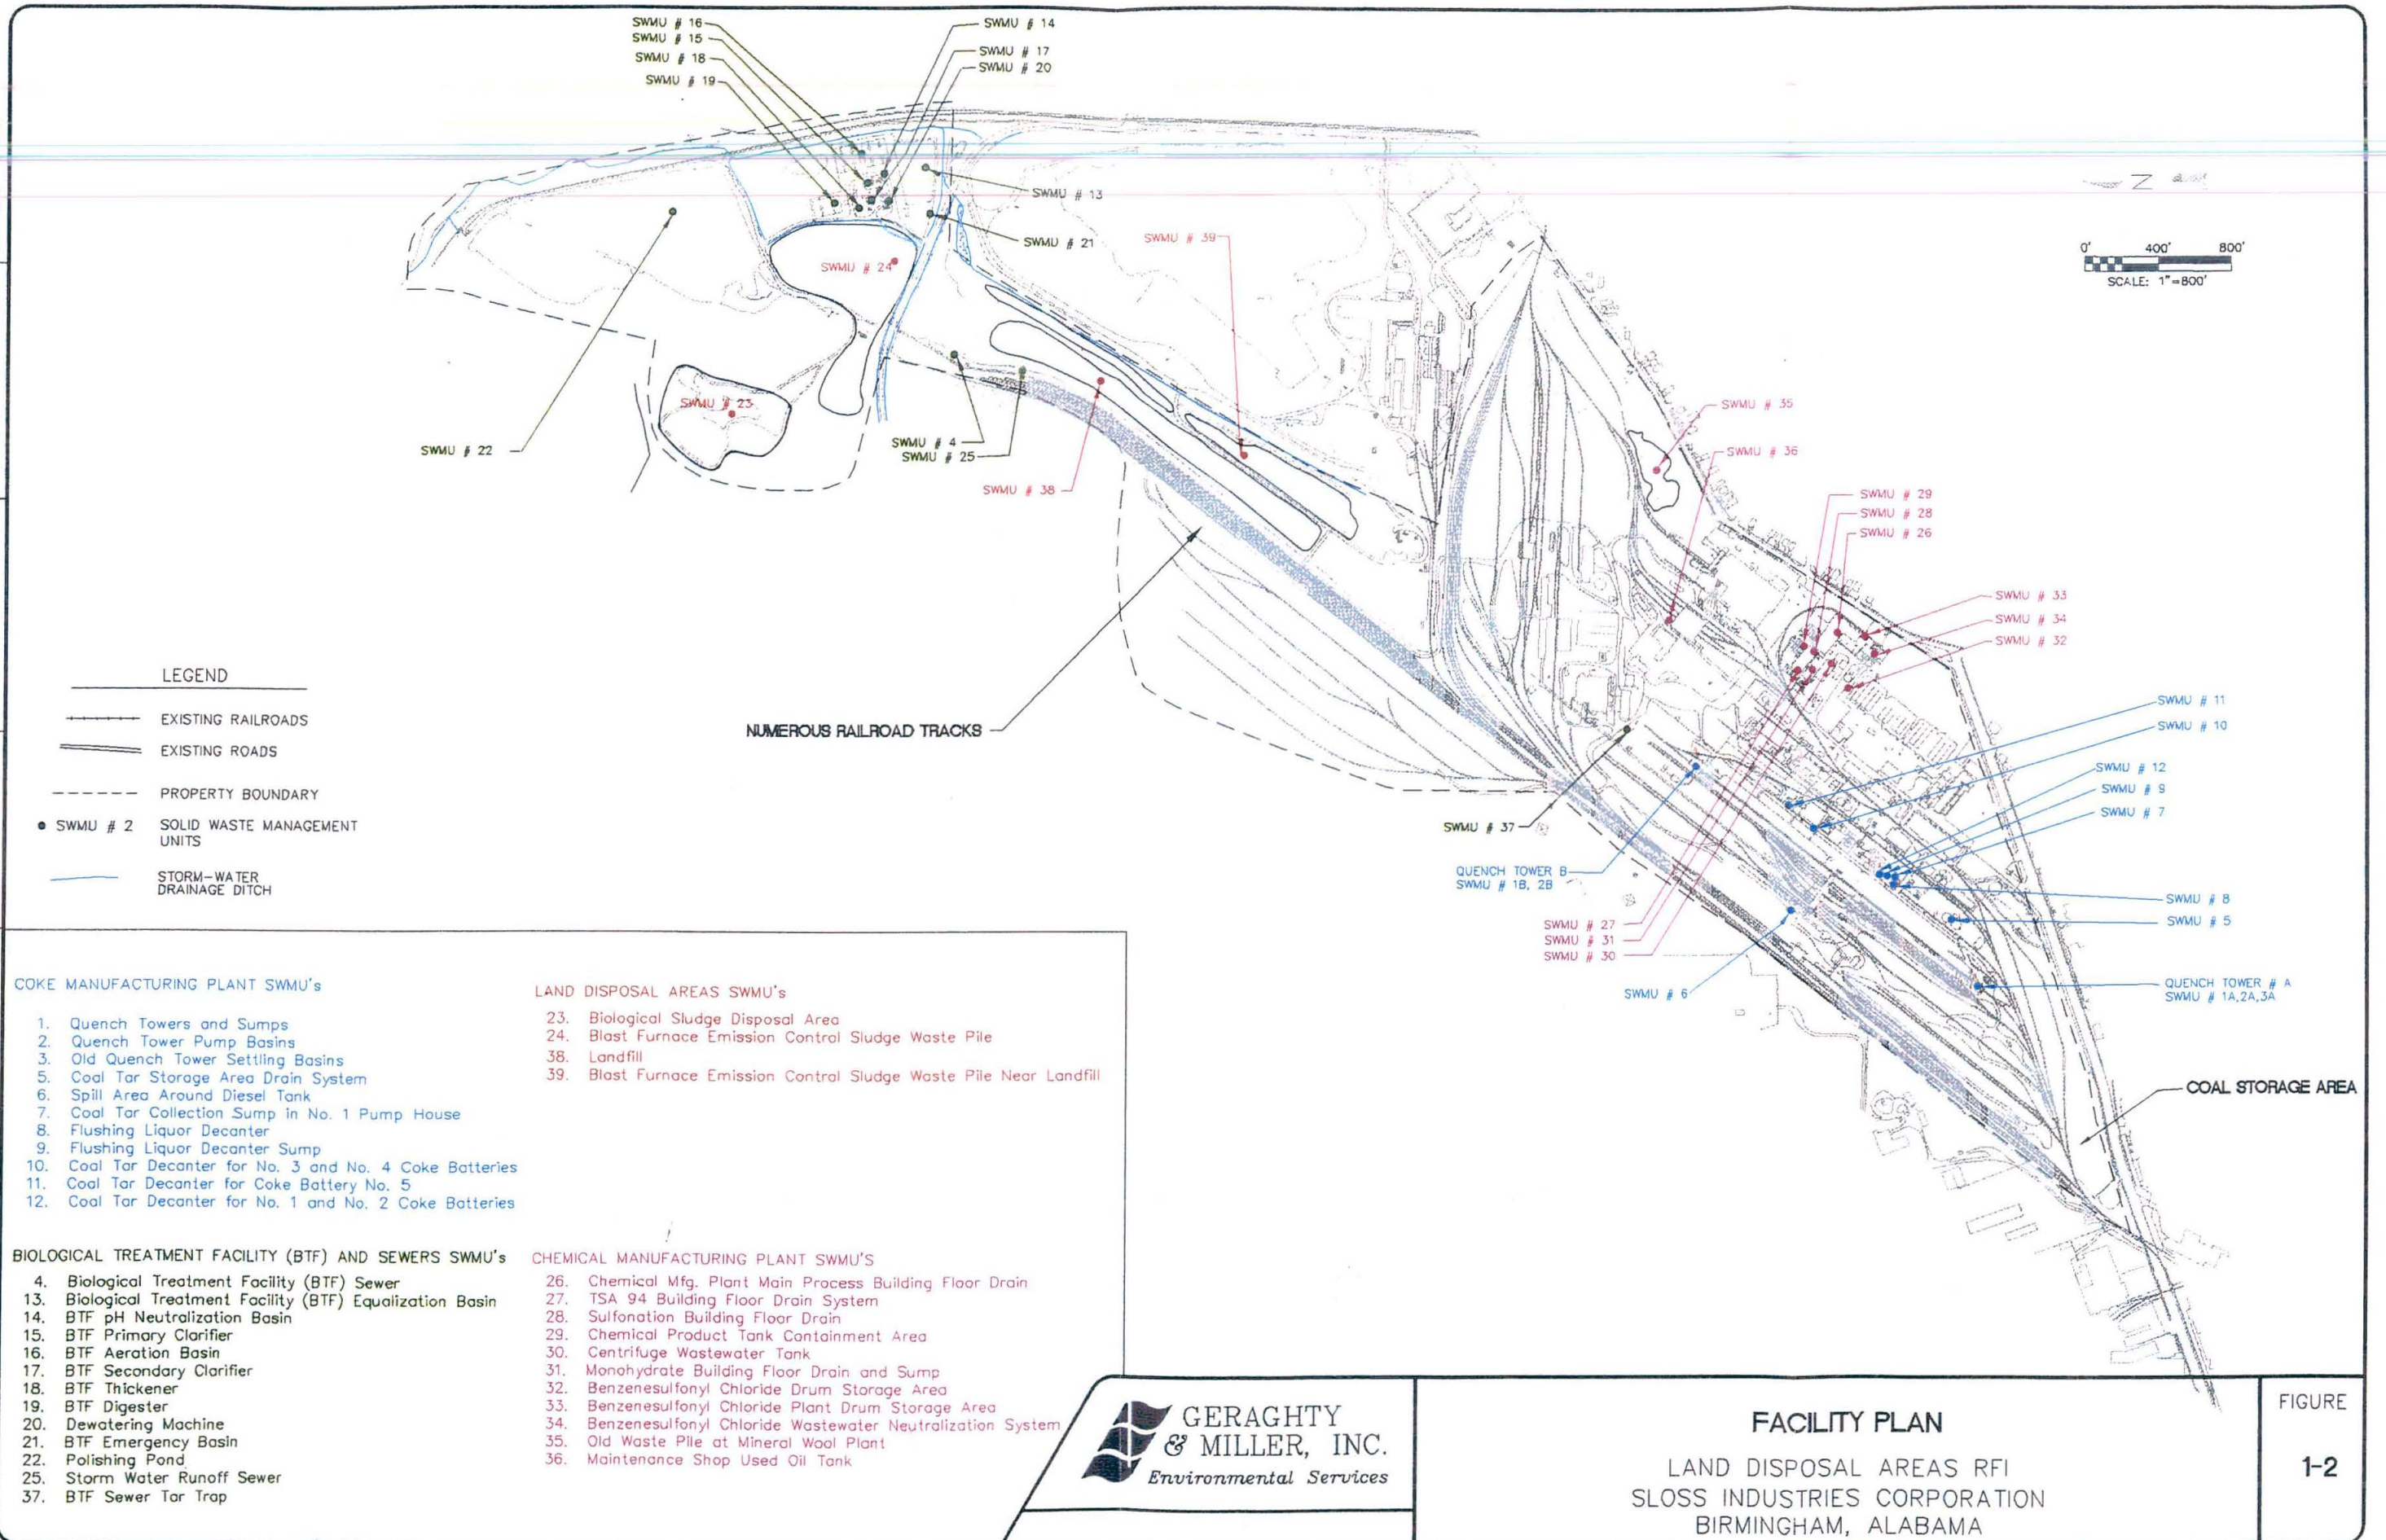 SWMU # 16
SWMU # 15
SWMU # 18
SWMU # 19
SWMU # 14
SWMU # 17
SWMU # 20
SWMU # 13
SWMU # 21
SWMU # 39
SWMU # 24
SWMU # 23
SWMU # 22
SWMU # 4
SWMU # 25
SWMU # 38
Z
0' 400' 800'
SCALE: 1"=800'
SWMU # 35
SWMU # 36
SWMU # 29
SWMU # 28
SWMU # 26
SWMU # 33
SWMU # 34
SWMU # 32
SWMU # 11
SWMU # 10
SWMU # 12
SWMU # 9
SWMU # 7
SWMU # 8
SWMU # 5
QUENCH TOWER # A
SWMU # 1A,2A,3A
NUMEROUS RAILROAD TRACKS
SWMU # 37
QUENCH TOWER B
SWMU # 1B, 2B
SWMU # 27
SWMU # 31
SWMU # 30
SWMU # 6
COAL STORAGE AREA
LEGEND
EXISTING RAILROADS
EXISTING ROADS
PROPERTY BOUNDARY
SWMU # 2 SOLID WASTE MANAGEMENT
UNITS
STORM-WATER
DRAINAGE DITCH
COKE MANUFACTURING PLANT SWMU's
1. Quench Towers and Sumps
2. Quench Tower Pump Basins
3. Old Quench Tower Settling Basins
5. Coal Tar Storage Area Drain System
6. Spill Area Around Diesel Tank
7. Coal Tar Collection Sump in No. 1 Pump House
8. Flushing Liquor Decanter
9. Flushing Liquor Decanter Sump
10. Coal Tar Decanter for No. 3 and No. 4 Coke Batteries
11. Coal Tar Decanter for Coke Battery No. 5
12. Coal Tar Decanter for No. 1 and No. 2 Coke Batteries
LAND DISPOSAL AREAS SWMU's
23. Biological Sludge Disposal Area
24. Blast Furnace Emission Control Sludge Waste Pile
38. Landfill
39. Blast Furnace Emission Control Sludge Waste Pile Near Landfill
BIOLOGICAL TREATMENT FACILITY (BTF) AND SEWERS SWMU's
4. Biological Treatment Facility (BTF) Sewer
13. Biological Treatment Facility (BTF) Equalization Basin
14. BTF pH Neutralization Basin
15. BTF Primary Clarifier
16. BTF Aeration Basin
17. BTF Secondary Clarifier
18. BTF Thickener
19. BTF Digester
20. Dewatering Machine
21. BTF Emergency Basin
22. Polishing Pond
25. Storm Water Runoff Sewer
37. BTF Sewer Tar Trap
CHEMICAL MANUFACTURING PLANT SWMU'S
26. Chemical Mfg. Plant Main Process Building Floor Drain
27. TSA 94 Building Floor Drain System
28. Sulfonation Building Floor Drain
29. Chemical Product Tank Containment Area
30. Centrifuge Wastewater Tank
31. Monohydrate Building Floor Drain and Sump
32. Benzenesulfonyl Chloride Drum Storage Area
33. Benzenesulfonyl Chloride Plant Drum Storage Area
34. Benzenesulfonyl Chloride Wastewater Neutralization System
35. Old Waste Pile at Mineral Wool Plant
36. Maintenance Shop Used Oil Tank
GERAGHTY
& MILLER, INC.
Environmental Services
FACILITY PLAN
LAND DISPOSAL AREAS RFI
SLOSS INDUSTRIES CORPORATION
BIRMINGHAM, ALABAMA
FIGURE
1-2